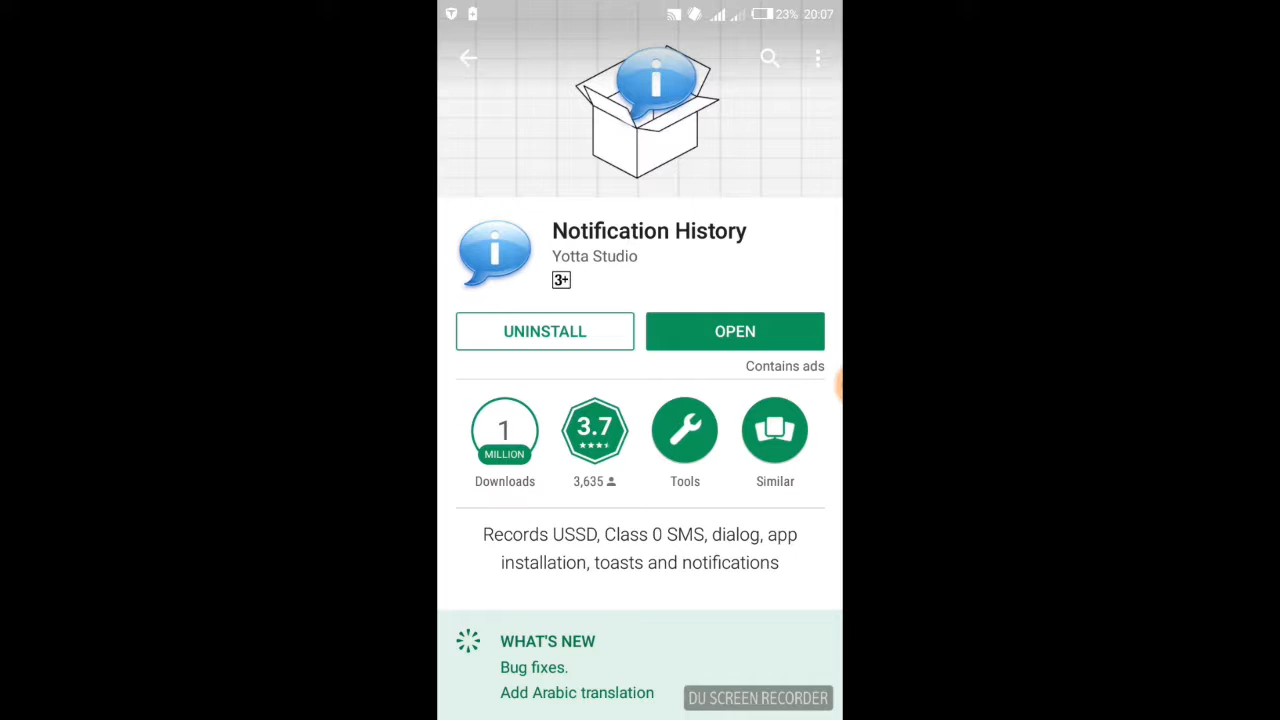 23% 20:07
Notification History
Yotta Studio
3+
UNINSTALL
OPEN
Contains ads
1
MILLION
Downloads
3.7
3,635
Tools
Similar
Records USSD, Class 0 SMS, dialog, app
installation, toasts and notifications
WHAT'S NEW
Bug fixes.
Add Arabic translation
DU SCREEN RECORDER